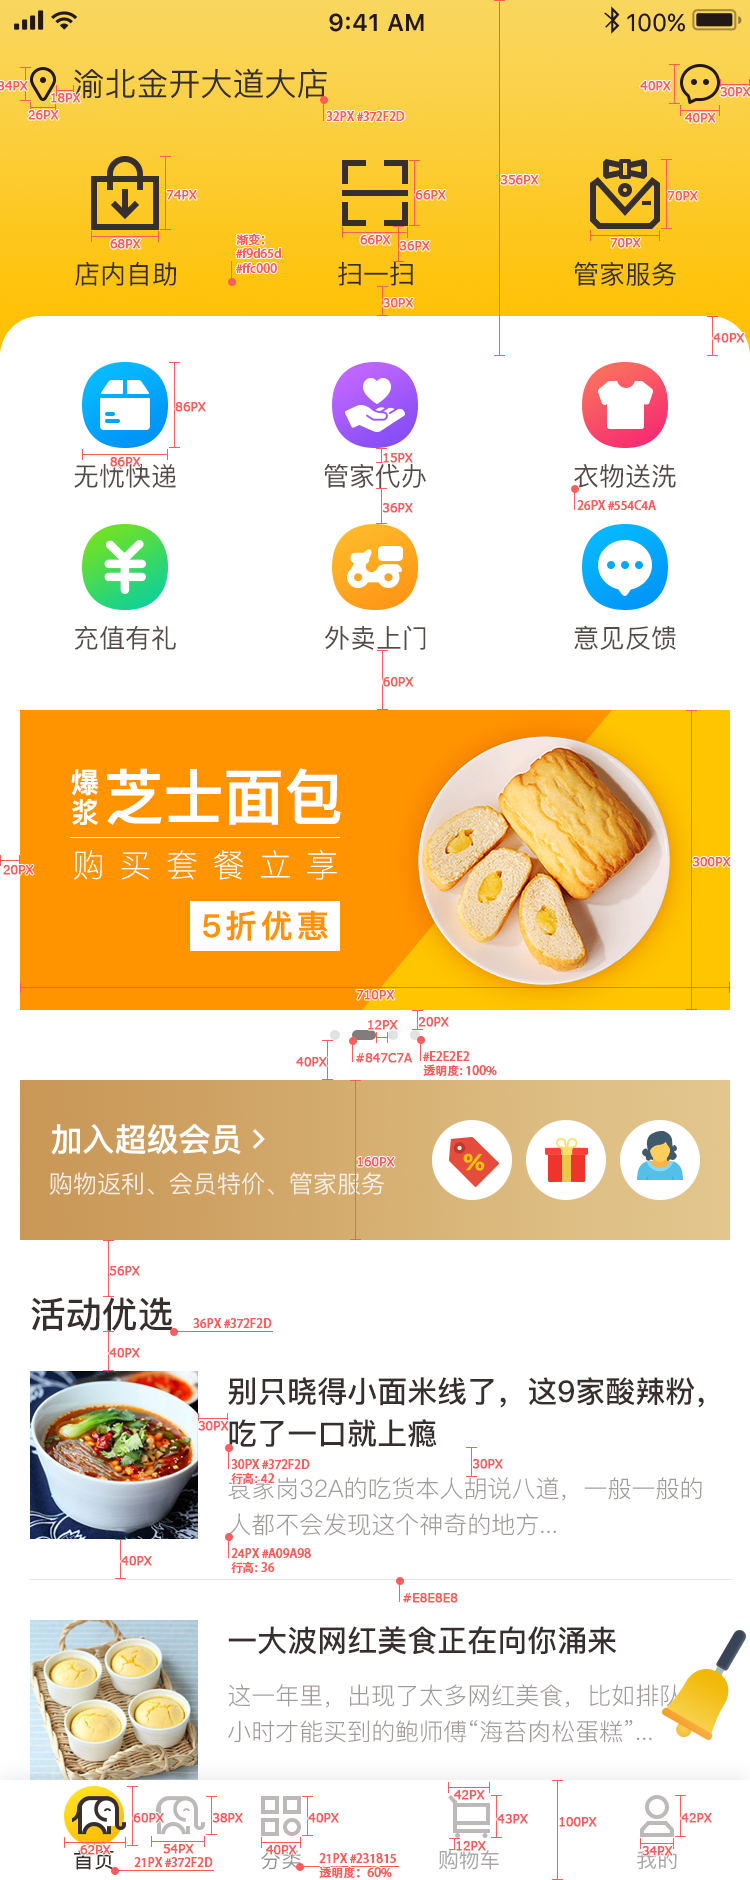 9:41 AM 100%
渝北金开大道大店
34PX
18PX
26PX
32PX #372F2D
40PX
30PX
40PX
356PX
74PX
68PX
66PX
66PX
36PX
70PX
70PX
渐变：
#f9d65d
#ffc000
店内自助 扫一扫 管家服务
30PX
40PX
86PX
86PX
15PX
无忧快递 管家代办 衣物送洗
36PX
26PX #554C4A
充值有礼 外卖上门 意见反馈
60PX
爆浆 芝士面包
购买套餐立享
5折优惠
20PX
300PX
710PX
12PX
20PX
40PX
#847C7A
#E2E2E2
透明度: 100%
加入超级会员 >
购物返利、会员特价、管家服务
160PX
56PX
活动优选
36PX #372F2D
40PX
别只晓得小面米线了，这9家酸辣粉，
吃了一口就上瘾
30PX
30PX #372F2D
行高: 42
30PX
袁家岗32A的吃货本人胡说八道，一般一般的
人都不会发现这个神奇的地方...
24PX #A09A98
行高: 36
40PX
#E8E8E8
一大波网红美食正在向你涌来
这一年里，出现了太多网红美食，比如排队
小时才能买到的鲍师傅“海苔肉松蛋糕”...
60PX
62PX
38PX
54PX
40PX
40PX
42PX
43PX
12PX
100PX
42PX
34PX
首页 分类 购物车 我的
21PX #372F2D
21PX #231815
透明度：60%